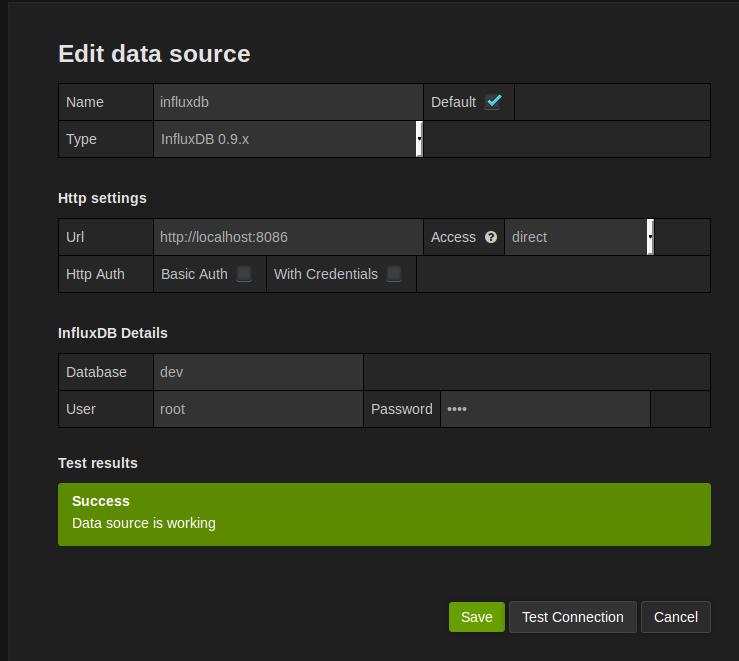 Edit data source
Name influxdb Default
Type InfluxDB 0.9.x
Http settings
Url http://localhost:8086 Access ? direct
Http Auth Basic Auth With Credentials
InfluxDB Details
Database dev
User root Password ••••
Test results
Success
Data source is working
Save Test Connection Cancel